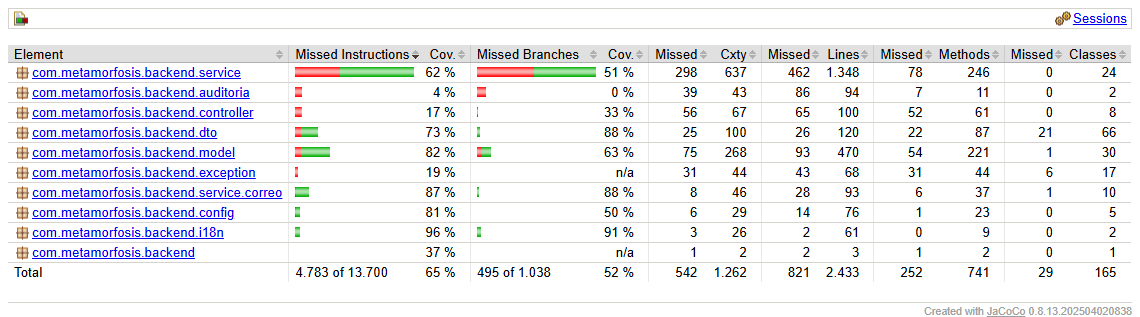 Sessions
Element Missed Instructions Cov. Missed Branches Cov. Missed Cxty Missed Lines Missed Methods Missed Classes
com.metamorfosis.backend.service 62 % 51 % 298 637 462 1.348 78 246 0 24
com.metamorfosis.backend.auditoria 4 % 0 % 39 43 86 94 7 11 0 2
com.metamorfosis.backend.controller 17 % 33 % 56 67 65 100 52 61 0 8
com.metamorfosis.backend.dto 73 % 88 % 25 100 26 120 22 87 21 66
com.metamorfosis.backend.model 82 % 63 % 75 268 93 470 54 221 1 30
com.metamorfosis.backend.exception 19 % n/a 31 44 43 68 31 44 6 17
com.metamorfosis.backend.service.correo 87 % 88 % 8 46 28 93 6 37 1 10
com.metamorfosis.backend.config 81 % 50 % 6 29 14 76 1 23 0 5
com.metamorfosis.backend.i18n 96 % 91 % 3 26 2 61 0 9 0 2
com.metamorfosis.backend 37 % n/a 1 2 2 3 1 2 0 1
Total 4.783 of 13.700 65 % 495 of 1.038 52 % 542 1.262 821 2.433 252 741 29 165
Created with JaCoCo 0.8.13.202504020838